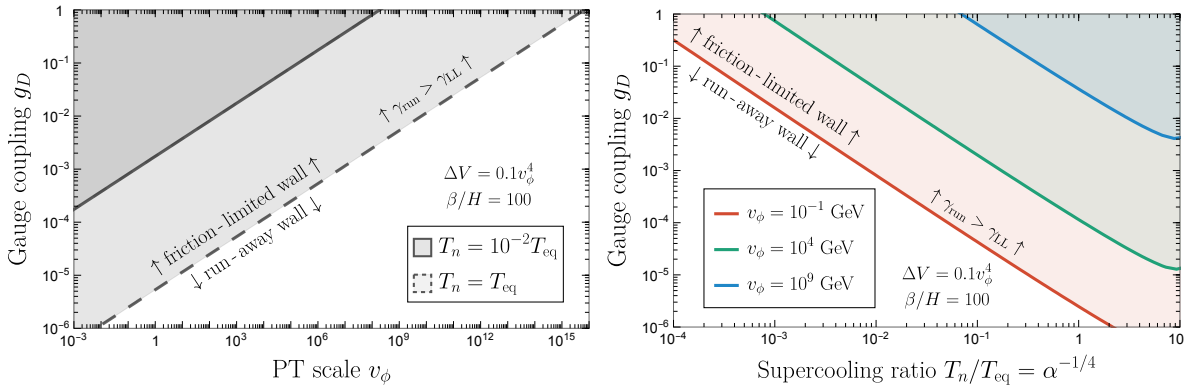 Gauge coupling g_D
1
10^-1
10^-2
10^-3
10^-4
10^-5
10^-6
↑ γ_run > γ_LL ↑
↑ friction-limited wall ↑
↓ run-away wall ↓
ΔV = 0.1v_ϕ^4
β/H = 100
T_n = 10^-2 T_eq
T_n = T_eq
10^-3 1 10^3 10^6 10^9 10^12 10^15
PT scale v_ϕ
Gauge coupling g_D
1
10^-1
10^-2
10^-3
10^-4
10^-5
10^-6
↑ friction-limited wall ↑
↓ run-away wall ↓
↑ γ_run > γ_LL ↑
v_ϕ = 10^-1 GeV
v_ϕ = 10^4 GeV
v_ϕ = 10^9 GeV
ΔV = 0.1v_ϕ^4
β/H = 100
10^-4 10^-3 10^-2 10^-1 1 10
Supercooling ratio T_n/T_eq = α^-1/4